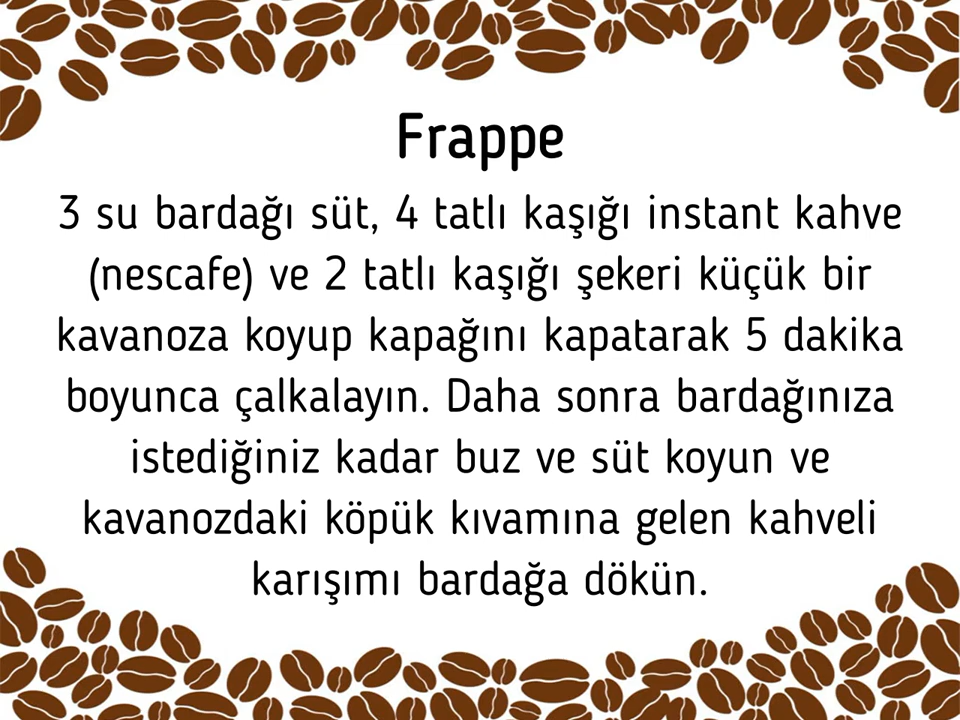 Frappe
3 su bardağı süt, 4 tatlı kaşığı instant kahve
(nescafe) ve 2 tatlı kaşığı şekeri küçük bir
kavanoza koyup kapağını kapatarak 5 dakika
boyunca çalkalayın. Daha sonra bardağınıza
istediğiniz kadar buz ve süt koyun ve
kavanozdaki köpük kıvamına gelen kahveli
karışımı bardağa dökün.